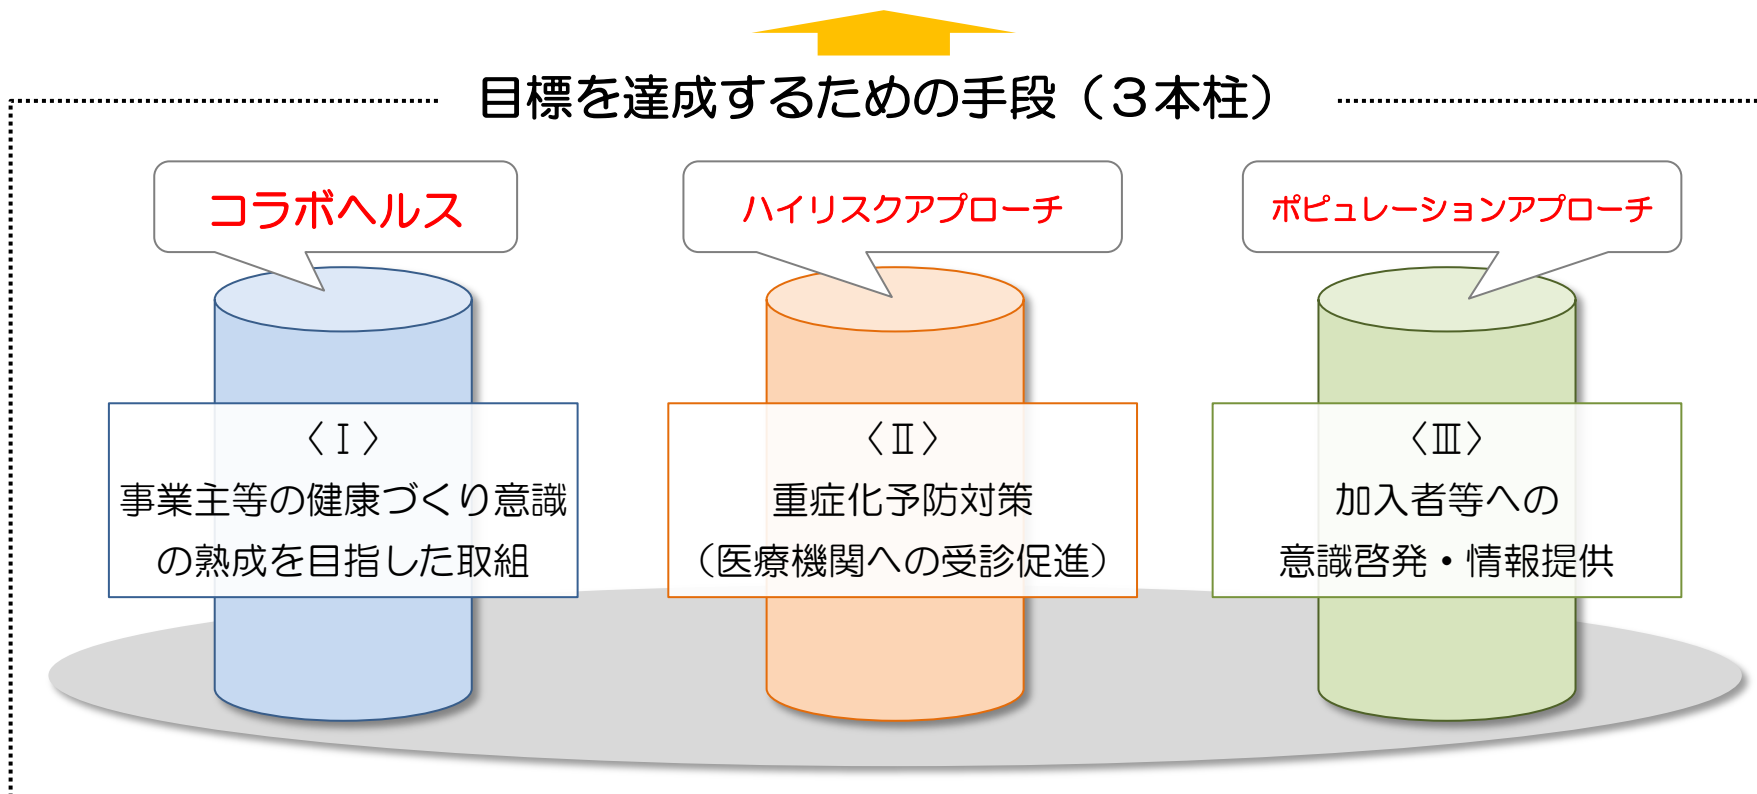 目標を達成するための手段（３本柱）
コラボヘルス
ハイリスクアプローチ
ポピュレーションアプローチ
〈Ⅰ〉
事業主等の健康づくり意識
の熟成を目指した取組
〈Ⅱ〉
重症化予防対策
（医療機関への受診促進）
〈Ⅲ〉
加入者等への
意識啓発・情報提供